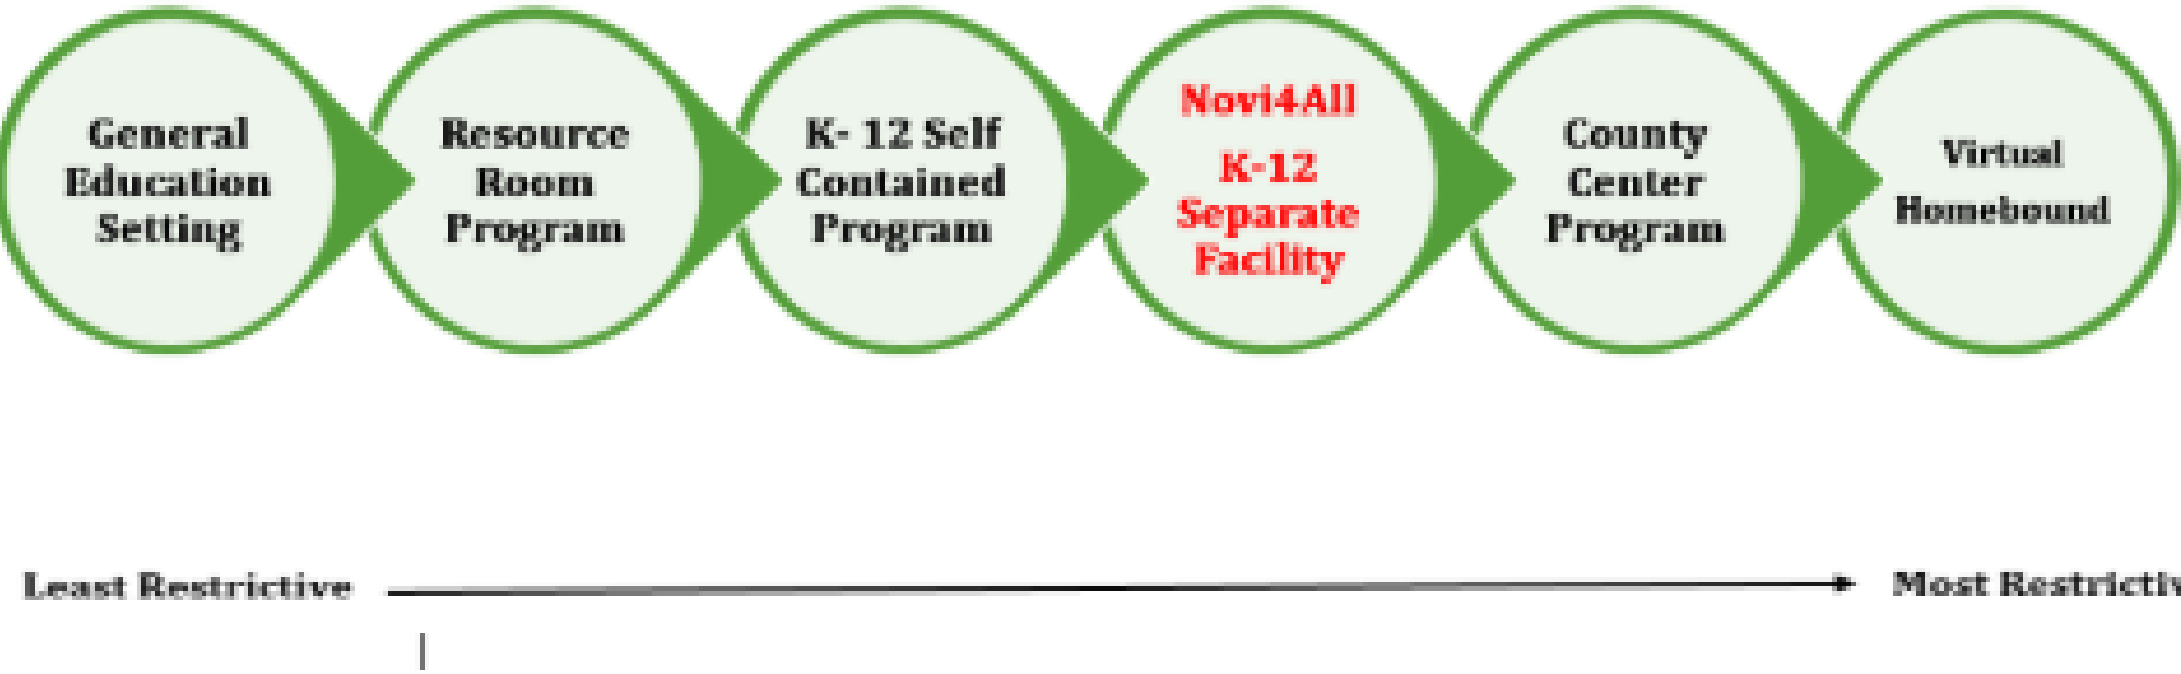 General
Education
Setting
Resource
Room
Program
K- 12 Self
Contained
Program
Novi4All
K-12
Separate
Facility
County
Center
Program
Virtual
Homebound
Least Restrictive
Most Restrictiv